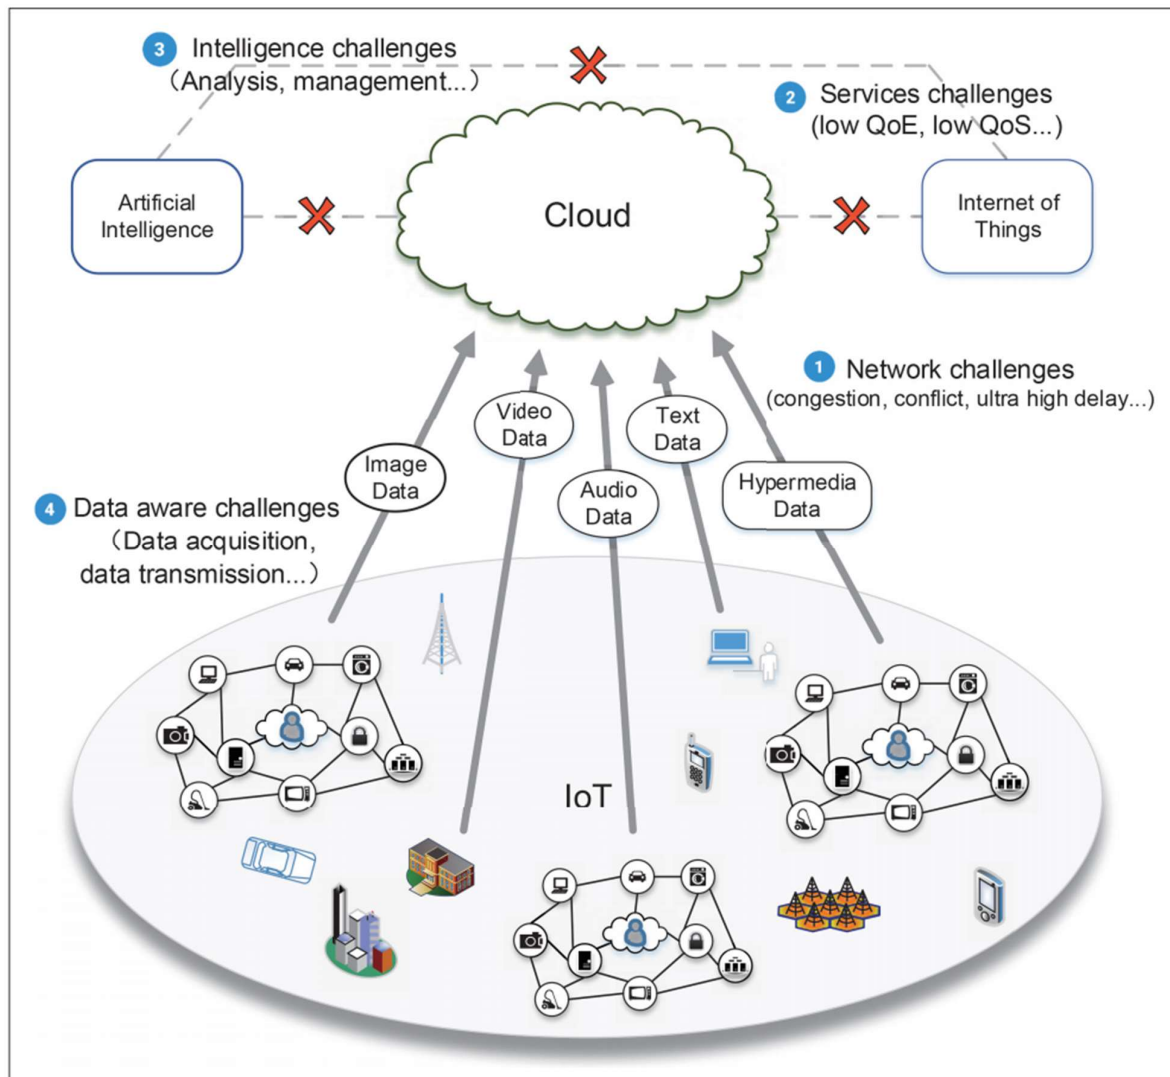 3 Intelligence challenges
（Analysis, management...）
2 Services challenges
(low QoE, low QoS...)
Artificial
Intelligence
Cloud
Internet of
Things
1 Network challenges
(congestion, conflict, ultra high delay...)
Video
Data
Text
Data
Image
Data
Audio
Data
Hypermedia
Data
4 Data aware challenges
（Data acquisition,
data transmission...）
IoT